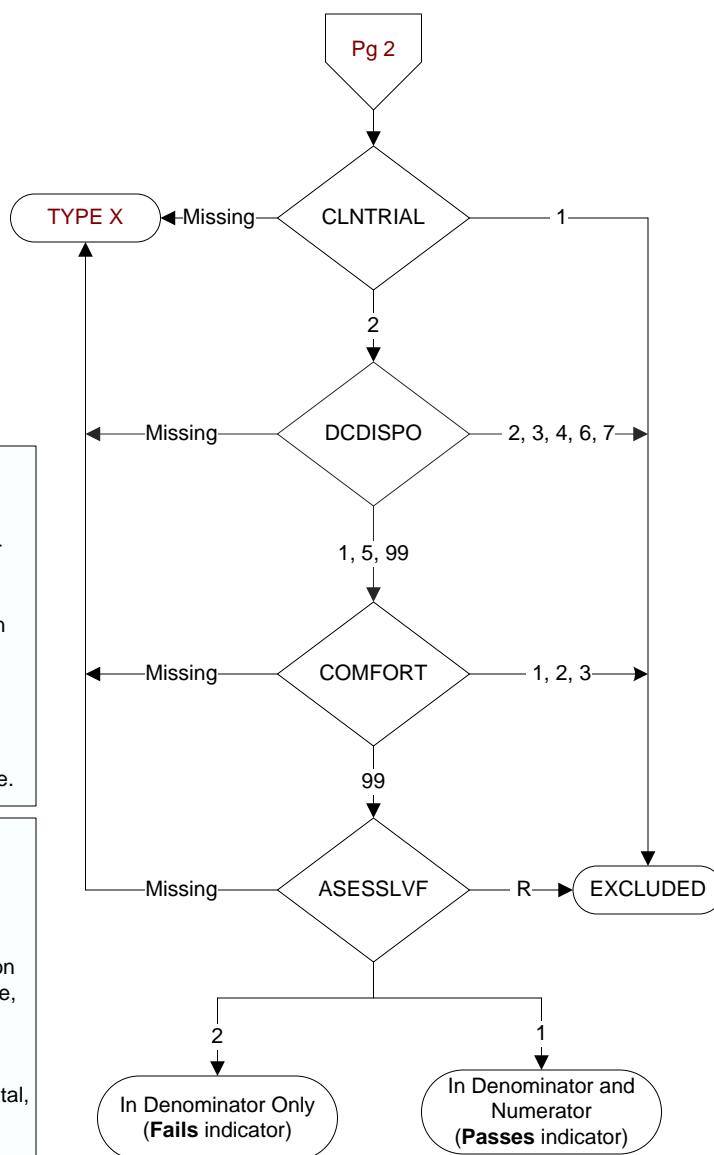 Pg 2
CLNTRIAL
Missing
TYPE X
1
2
DCDISPO
Missing
2, 3, 4, 6, 7
1, 5, 99
COMFORT
Missing
1, 2, 3
99
ASESSLVF
Missing
R
EXCLUDED
2
1
In Denominator Only
(Fails indicator)
In Denominator and
Numerator
(Passes indicator)
e.
on
e,
tal,